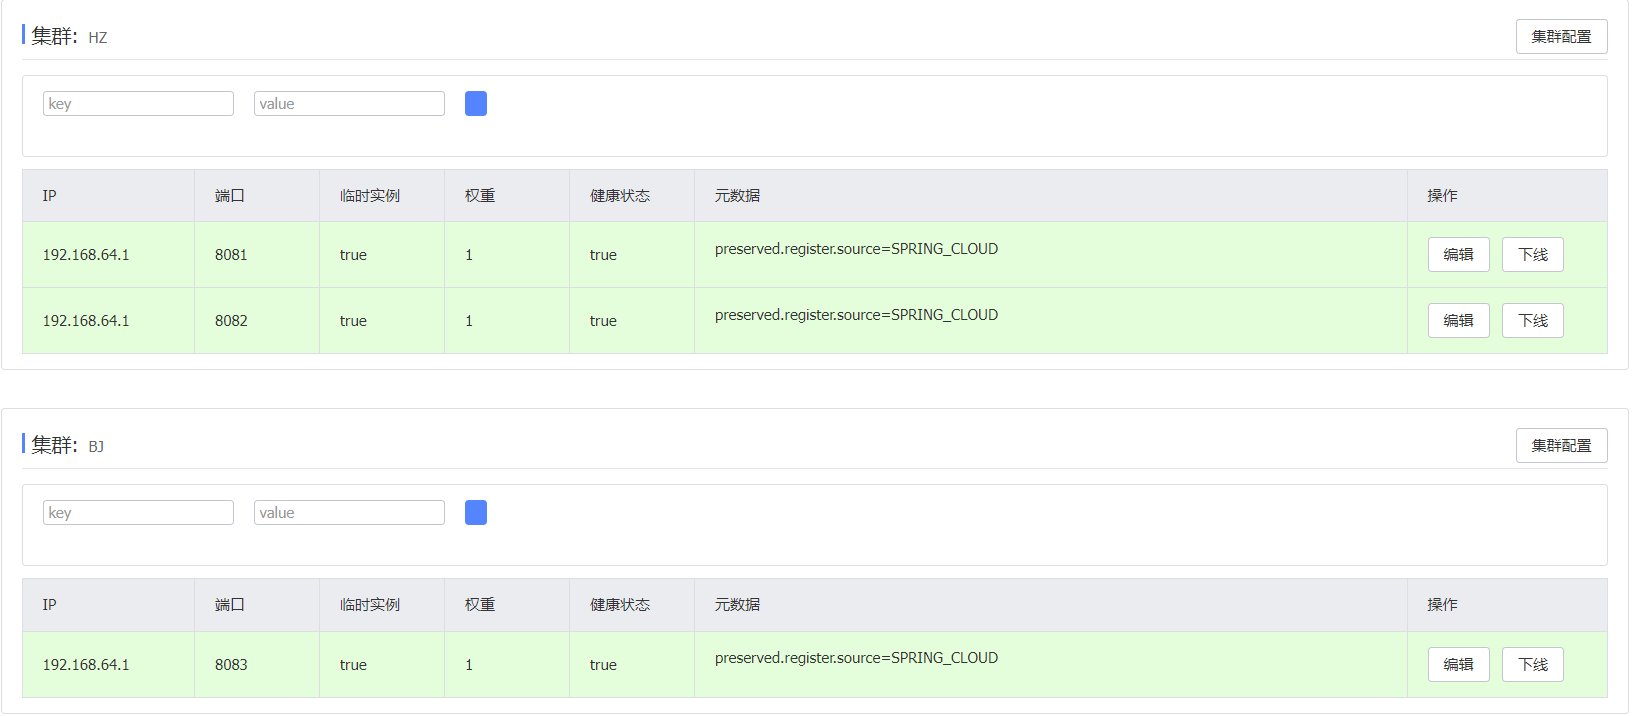 集群: HZ 集群配置
key value
IP 端口 临时实例 权重 健康状态 元数据 操作
192.168.64.1 8081 true 1 true preserved.register.source=SPRING_CLOUD 编辑 下线
192.168.64.1 8082 true 1 true preserved.register.source=SPRING_CLOUD 编辑 下线
集群: BJ 集群配置
key value
IP 端口 临时实例 权重 健康状态 元数据 操作
192.168.64.1 8083 true 1 true preserved.register.source=SPRING_CLOUD 编辑 下线